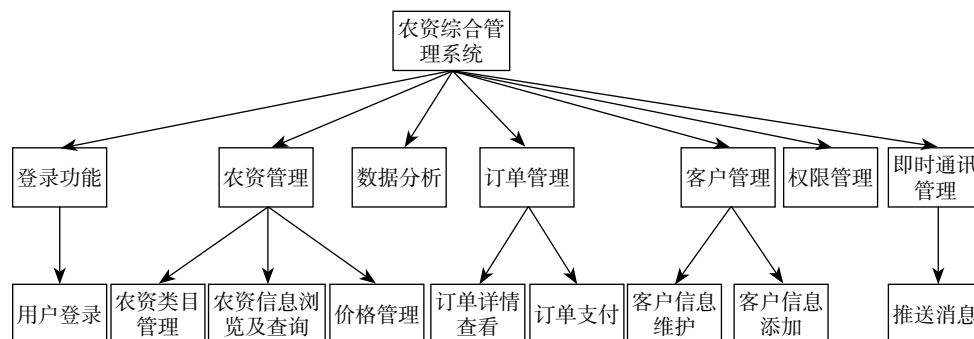 农资综合管
理系统
登录功能
农资管理
数据分析
订单管理
客户管理
权限管理
即时通讯
管理
用户登录
农资类目
管理
农资信息浏
览及查询
价格管理
订单详情
查看
订单支付
客户信息
维护
客户信息
添加
推送消息